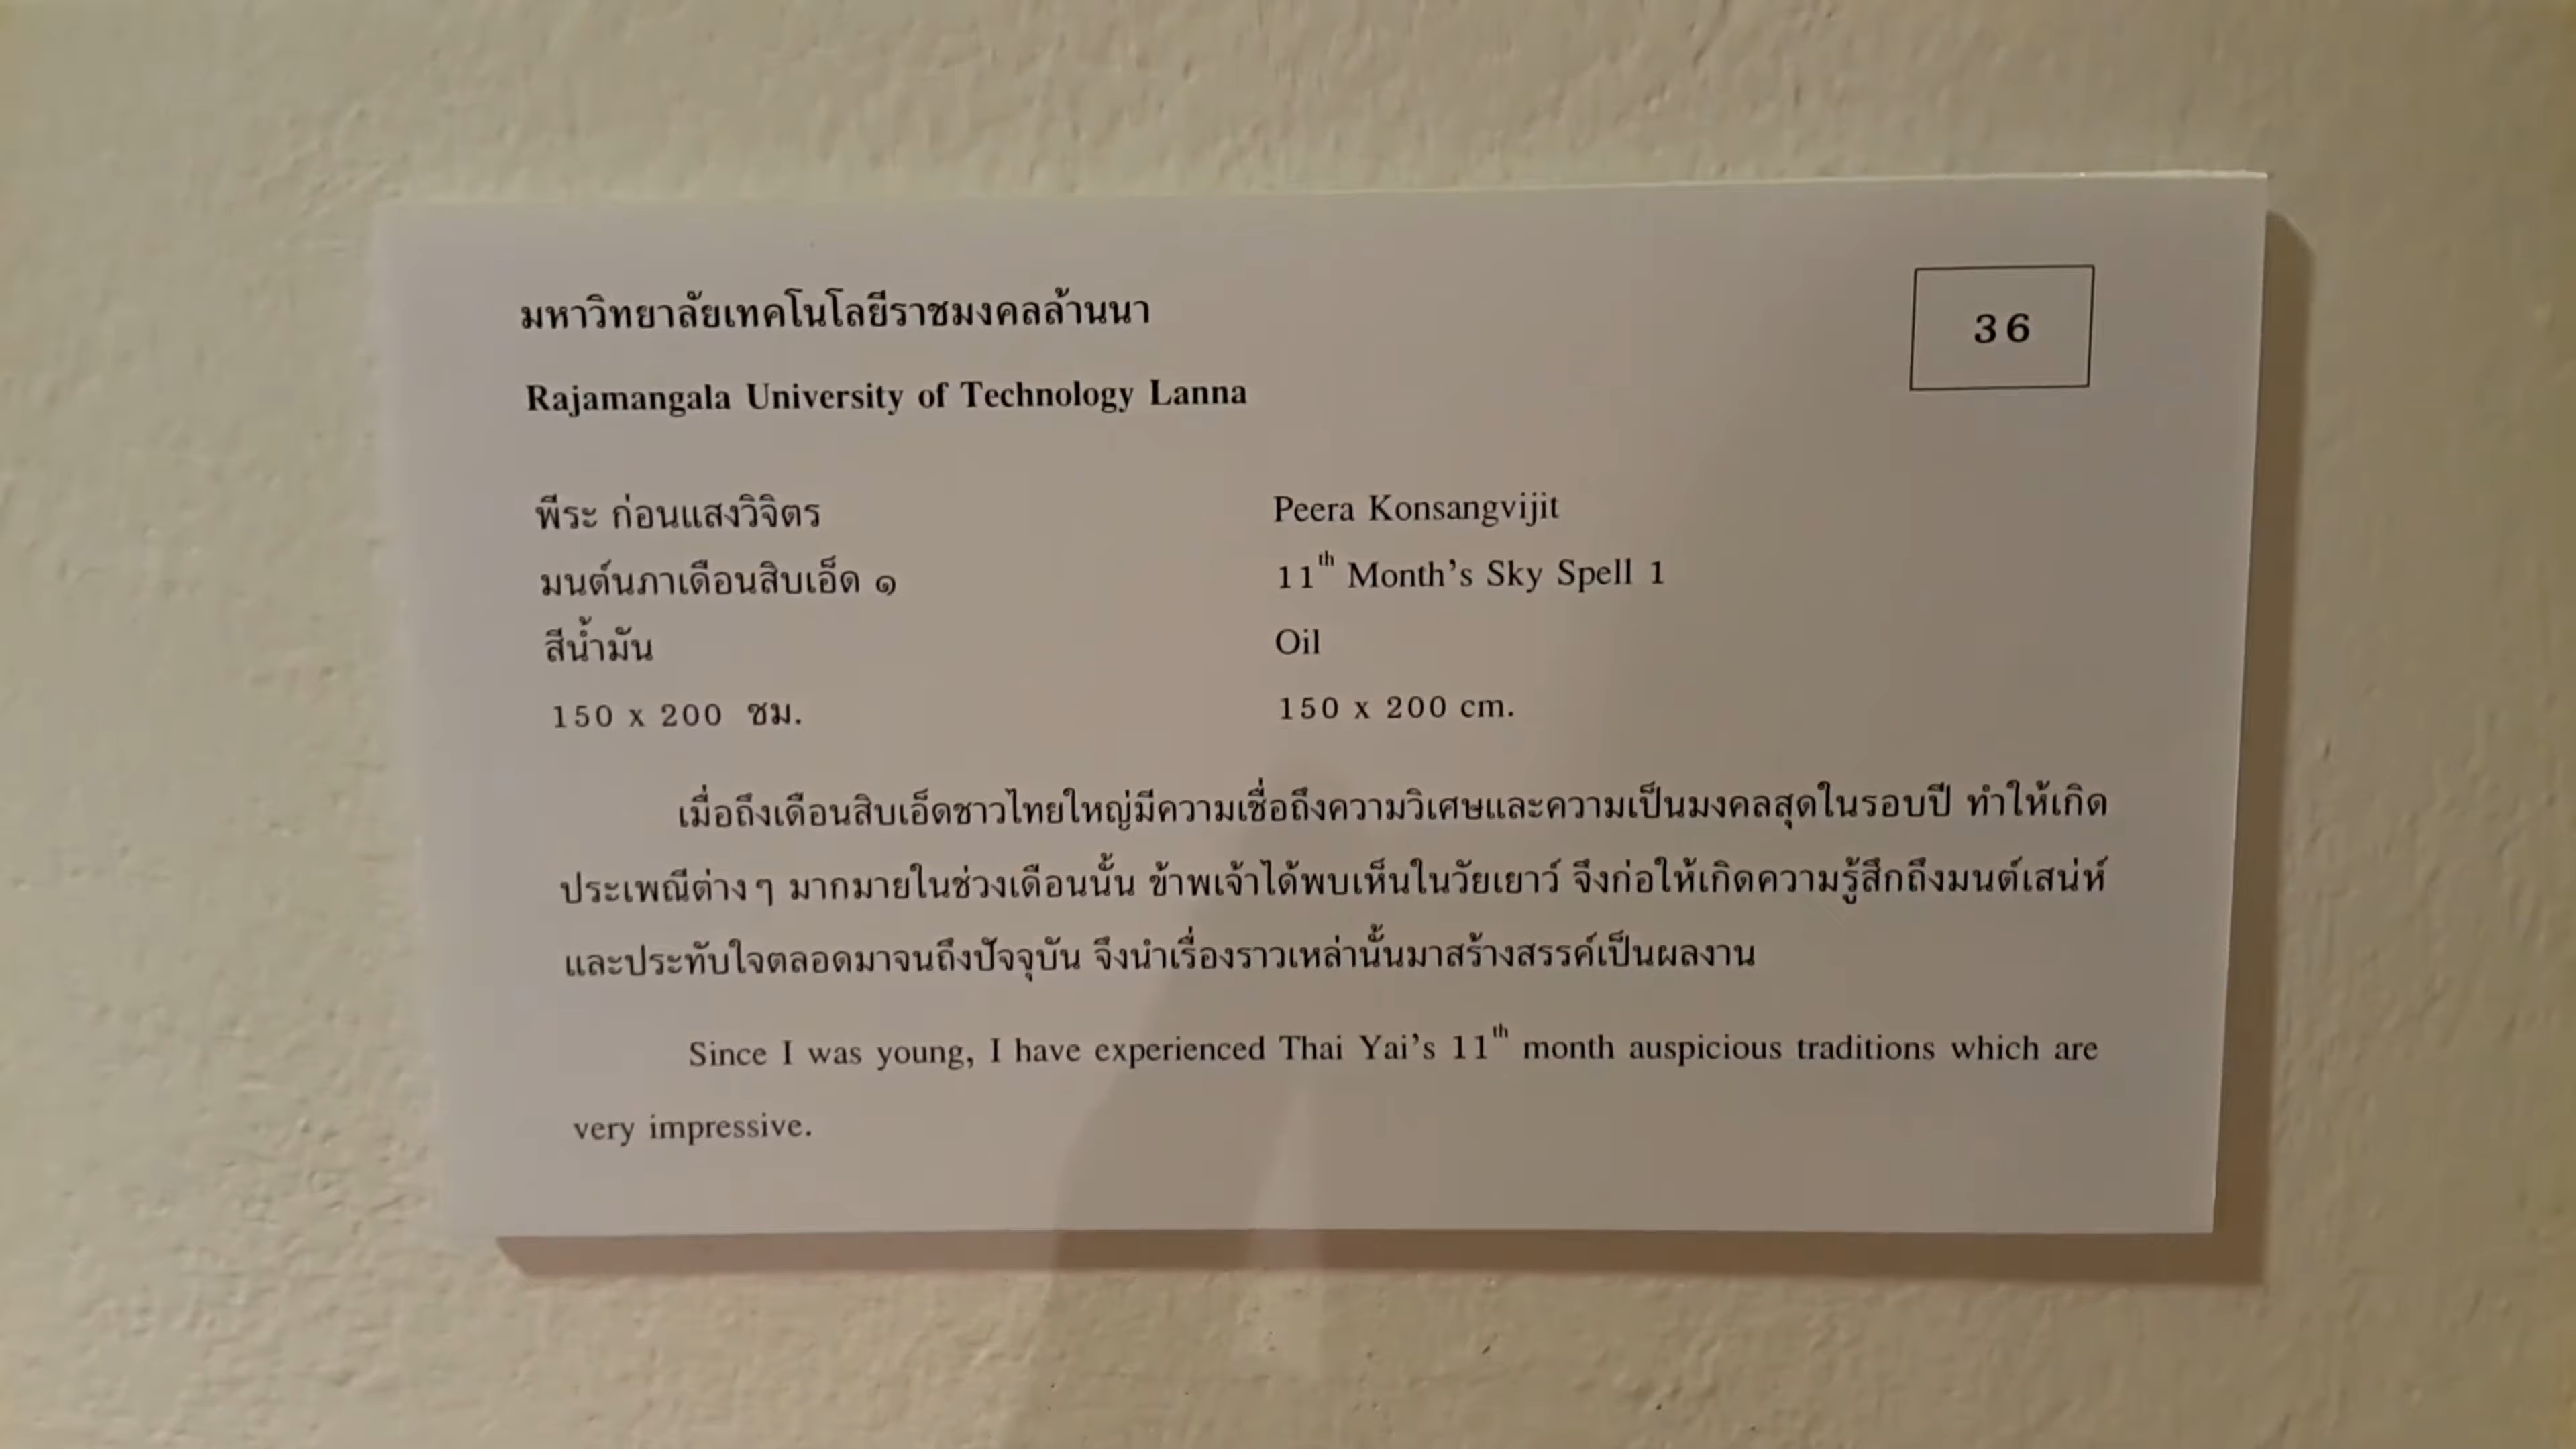 มหาวิทยาลัยเทคโนโลยีราชมงคลล้านนา
36
Rajamangala University of Technology Lanna
พีระ ก่อนแสงวิจิตร
Peera Konsangvijit
มนต์นภาเดือนสิบเอ็ด ๑
11th Month's Sky Spell 1
สีน้ำมัน
Oil
150 x 200 ซม.
150 x 200 cm.
เมื่อถึงเดือนสิบเอ็ดชาวไทยใหญ่มีความเชื่อถึงความวิเศษและความเป็นมงคลสุดในรอบปี ทำให้เกิด
ประเพณีต่างๆ มากมายในช่วงเดือนนั้น ข้าพเจ้าได้พบเห็นในวัยเยาว์ จึงก่อให้เกิดความรู้สึกถึงมนต์เสน่ห์
และประทับใจตลอดมาจนถึงปัจจุบัน จึงนำเรื่องราวเหล่านั้นมาสร้างสรรค์เป็นผลงาน
Since I was young, I have experienced Thai Yai's 11th month auspicious traditions which are
very impressive.